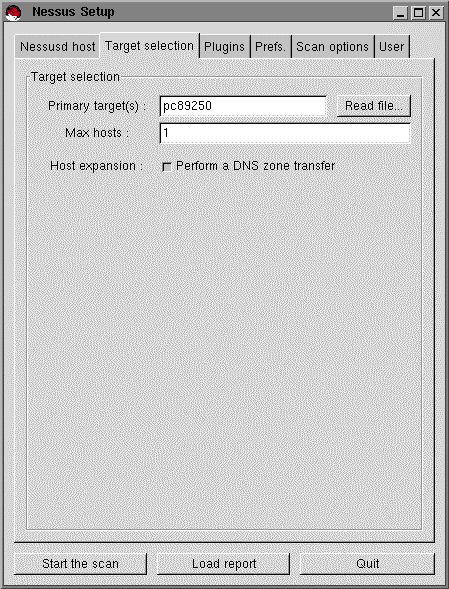 Nessus Setup
Nessusd host Target selection Plugins Prefs. Scan options User
Target selection
Primary target(s) : pc89250 Read file...
Max hosts : 1
Host expansion : Perform a DNS zone transfer
Start the scan Load report Quit